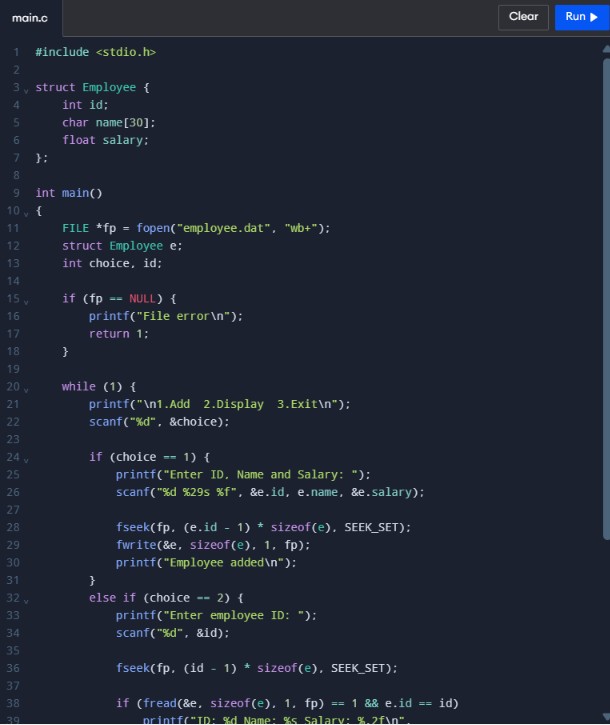 main.c
Clear
Run
1 #include <stdio.h>
2
3 struct Employee {
4     int id;
5     char name[30];
6     float salary;
7 };
8
9 int main()
10 {
11     FILE *fp = fopen("employee.dat", "wb+");
12     struct Employee e;
13     int choice, id;
14
15     if (fp == NULL) {
16         printf("File error\n");
17         return 1;
18     }
19
20     while (1) {
21         printf("\n1.Add  2.Display  3.Exit\n");
22         scanf("%d", &choice);
23
24         if (choice == 1) {
25             printf("Enter ID, Name and Salary: ");
26             scanf("%d %29s %f", &e.id, e.name, &e.salary);
27
28             fseek(fp, (e.id - 1) * sizeof(e), SEEK_SET);
29             fwrite(&e, sizeof(e), 1, fp);
30             printf("Employee added\n");
31         }
32         else if (choice == 2) {
33             printf("Enter employee ID: ");
34             scanf("%d", &id);
35
36             fseek(fp, (id - 1) * sizeof(e), SEEK_SET);
37
38             if (fread(&e, sizeof(e), 1, fp) == 1 && e.id == id)
39                 printf("ID: %d Name: %s Salary: %.2f\n",